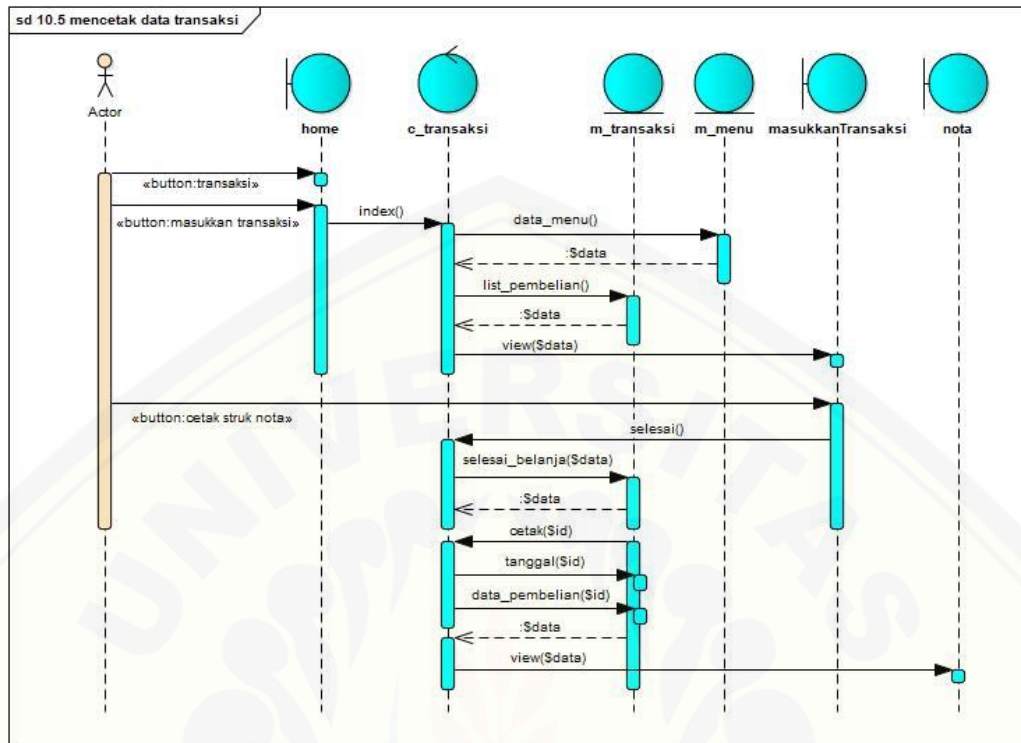 sd 10.5 mencetak data transaksi
Actor
home
c_transaksi
m_transaksi
m_menu
masukkanTransaksi
nota
«button:transaksi»
«button:masukkan transaksi»
index()
data_menu()
:$data
list_pembelian()
:$data
view($data)
«button:cetak struk nota»
selesai()
selesai_belanja($data)
:$data
cetak($id)
tanggal($id)
data_pembelian($id)
:$data
view($data)
UNIVERSITAS